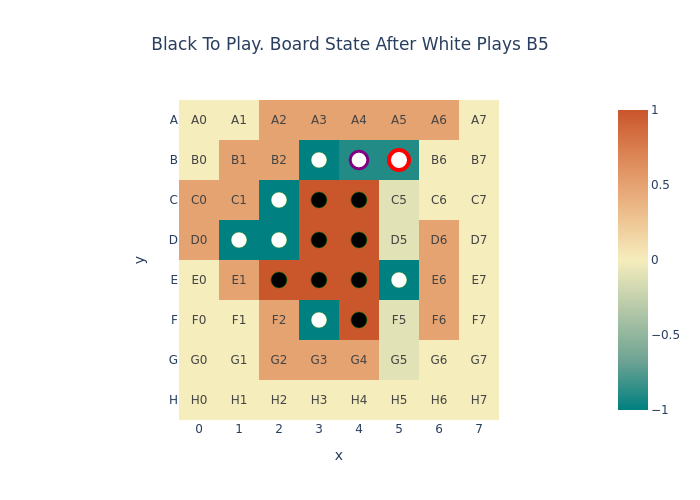 Black To Play. Board State After White Plays B5
A A0 A1 A2 A3 A4 A5 A6 A7
B B0 B1 B2 B6 B7
C C0 C1 C5 C6 C7
D D0 D5 D6 D7
E E0 E1 E6 E7
F F0 F1 F2 F5 F6 F7
G G0 G1 G2 G3 G4 G5 G6 G7
H H0 H1 H2 H3 H4 H5 H6 H7
0 1 2 3 4 5 6 7
x
y
1
0.5
0
−0.5
−1